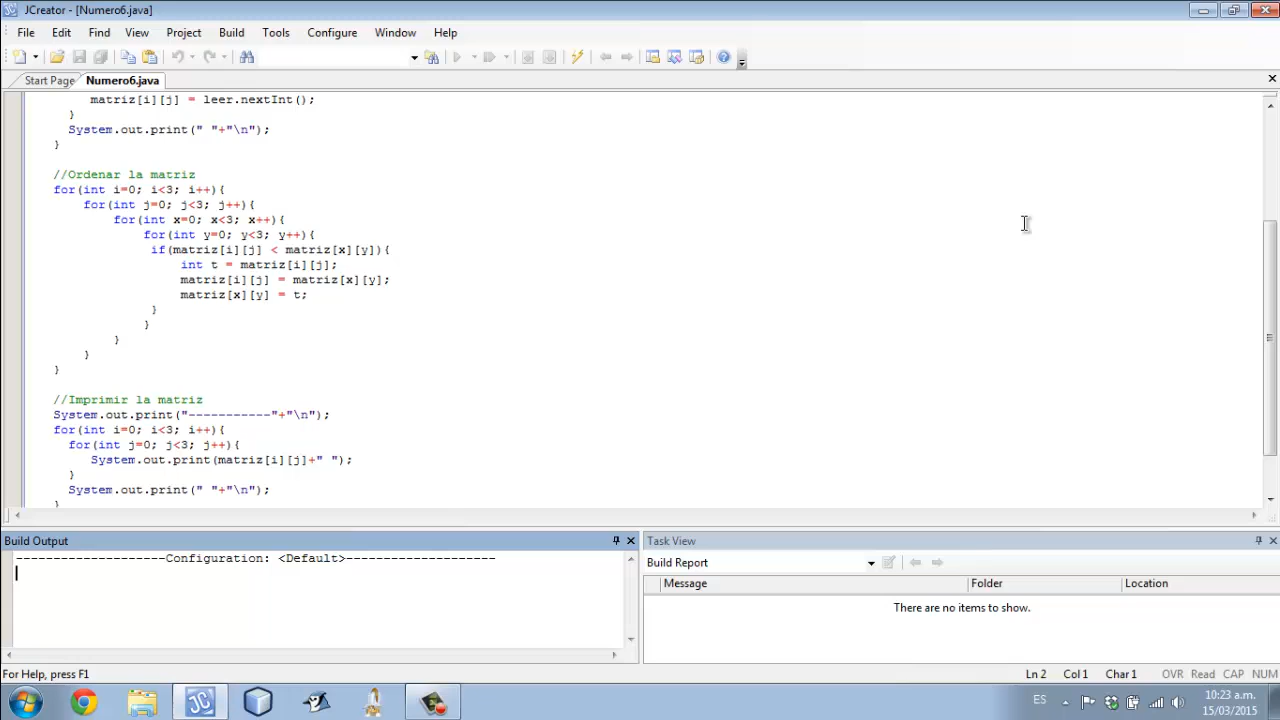 JCreator - [Numero6.java]
File Edit Find View Project Build Tools Configure Window Help
Start Page Numero6.java
matriz[i][j] = leer.nextInt();
}
System.out.print(" "+"\n");
}
//Ordenar la matriz
for(int i=0; i<3; i++){
for(int j=0; j<3; j++){
for(int x=0; x<3; x++){
for(int y=0; y<3; y++){
if(matriz[i][j] < matriz[x][y]){
int t = matriz[i][j];
matriz[i][j] = matriz[x][y];
matriz[x][y] = t;
}
}
}
}
}
//Imprimir la matriz
System.out.print("-----------"+"\n");
for(int i=0; i<3; i++){
for(int j=0; j<3; j++){
System.out.print(matriz[i][j]+" ");
}
System.out.print(" "+"\n");
}
Build Output
--------------------Configuration: <Default>--------------------
Task View
Build Report
Message Folder Location
There are no items to show.
For Help, press F1
Ln 2 Col 1 Char 1 OVR Read CAP NUM
JC
ES
10:23 a.m.
15/03/2015